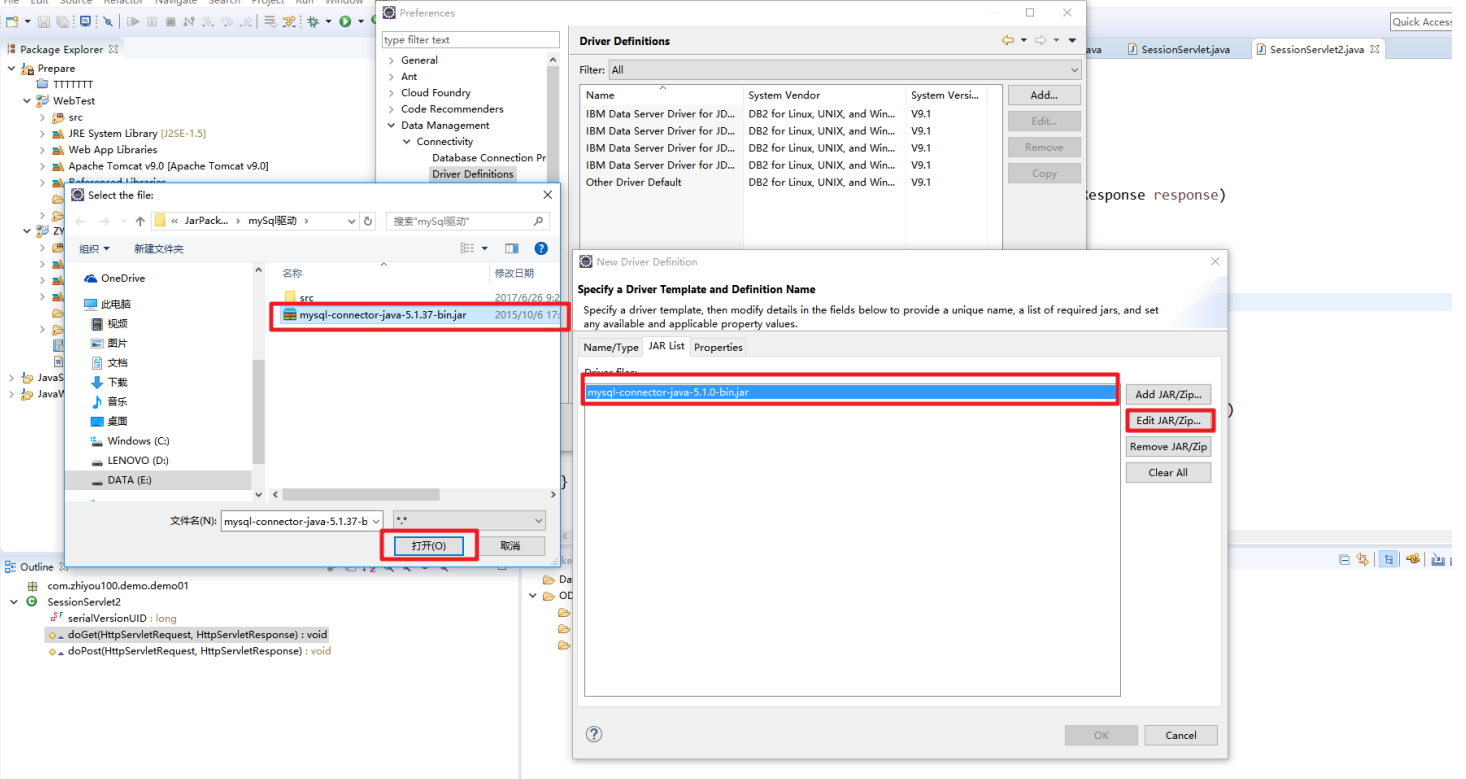 File Edit Source Refactor Navigate Search Project Run Window
Quick Access
Package Explorer
Prepare
TTTTTTT
WebTest
src
JRE System Library [J2SE-1.5]
Web App Libraries
Apache Tomcat v9.0 [Apache Tomcat v9.0]
Referenced Libraries
ZY
JavaS
JavaW
Preferences
type filter text
General
Ant
Cloud Foundry
Code Recommenders
Data Management
Connectivity
Database Connection Pr
Driver Definitions
Driver Definitions
Filter: All
Name System Vendor System Versi...
IBM Data Server Driver for JD... DB2 for Linux, UNIX, and Win... V9.1
IBM Data Server Driver for JD... DB2 for Linux, UNIX, and Win... V9.1
IBM Data Server Driver for JD... DB2 for Linux, UNIX, and Win... V9.1
IBM Data Server Driver for JD... DB2 for Linux, UNIX, and Win... V9.1
Other Driver Default DB2 for Linux, UNIX, and Win... V9.1
Add...
Edit...
Remove
Copy
ava SessionServlet.java SessionServlet2.java
Response response)
)
}
Select the file:
« JarPack... › mySql驱动 ›
搜索"mySql驱动"
组织 新建文件夹
OneDrive
此电脑
视频
图片
文档
下载
音乐
桌面
Windows (C:)
LENOVO (D:)
DATA (E:)
名称 修改日期
src 2017/6/26 9:2
mysql-connector-java-5.1.37-bin.jar 2015/10/6 17:
文件名(N): mysql-connector-java-5.1.37-b *.*
打开(O) 取消
New Driver Definition
Specify a Driver Template and Definition Name
Specify a driver template, then modify details in the fields below to provide a unique name, a list of required jars, and set
any available and applicable property values.
Name/Type JAR List Properties
Driver files:
mysql-connector-java-5.1.0-bin.jar
Add JAR/Zip...
Edit JAR/Zip...
Remove JAR/Zip
Clear All
OK Cancel
Outline
com.zhiyou100.demo.demo01
SessionServlet2
serialVersionUID : long
doGet(HttpServletRequest, HttpServletResponse) : void
doPost(HttpServletRequest, HttpServletResponse) : void
ke
Da
OD